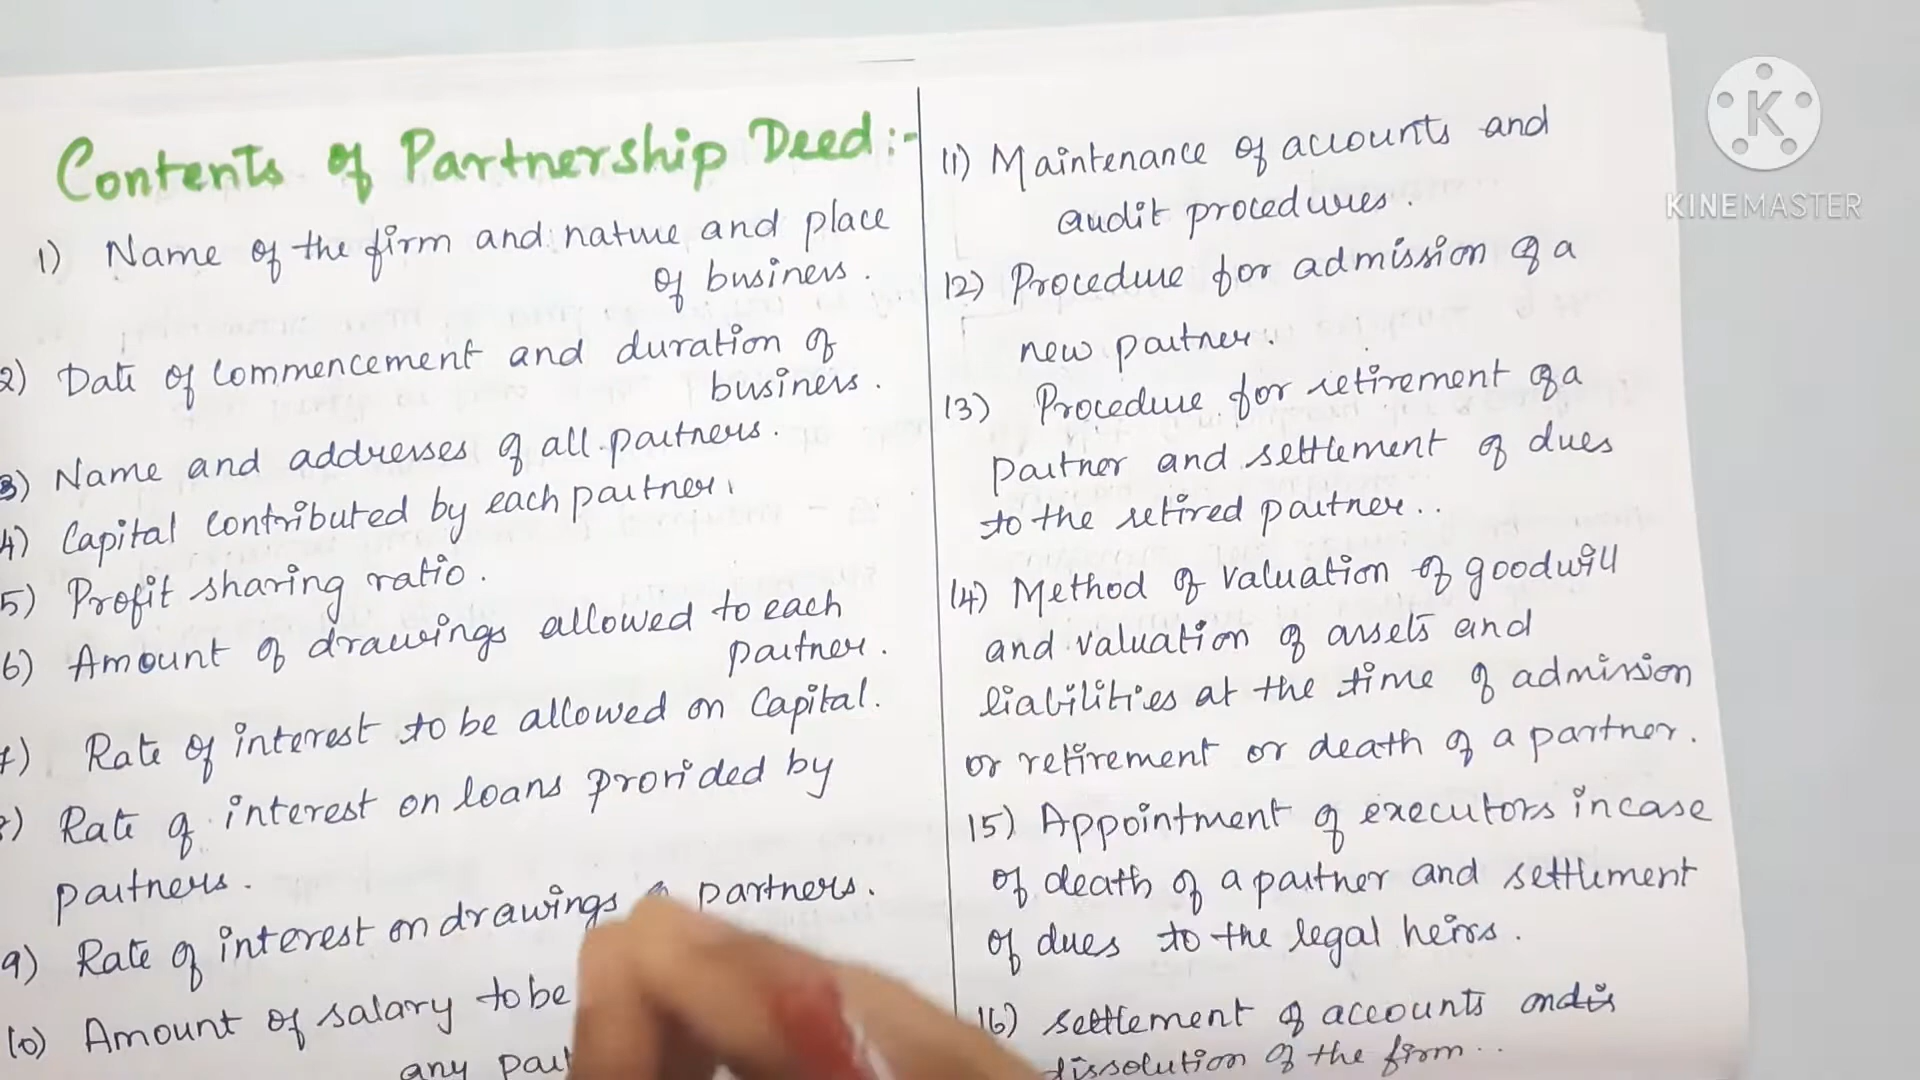 Contents of Partnership Deed:-
1) Name of the firm and nature and place
of business.
2) Date of commencement and duration of
business.
3) Name and addresses of all partners.
4) Capital contributed by each partner.
5) Profit sharing ratio.
6) Amount of drawings allowed to each
partner.
7) Rate of interest to be allowed on Capital.
8) Rate of interest on loans provided by
partners.
9) Rate of interest on drawings partners.
10) Amount of salary to be
any
11) Maintenance of accounts and
audit procedures.
12) Procedure for admission of a
new partner.
13) Procedure for retirement of a
partner and settlement of dues
to the retired partner..
14) Method of valuation of goodwill
and valuation of assets and
liabilities at the time of admission
or retirement or death of a partner.
15) Appointment of executors incase
of death of a partner and settlement
of dues to the legal heirs.
16) settlement of accounts on
dissolution of the firm...
K
KINEMASTER